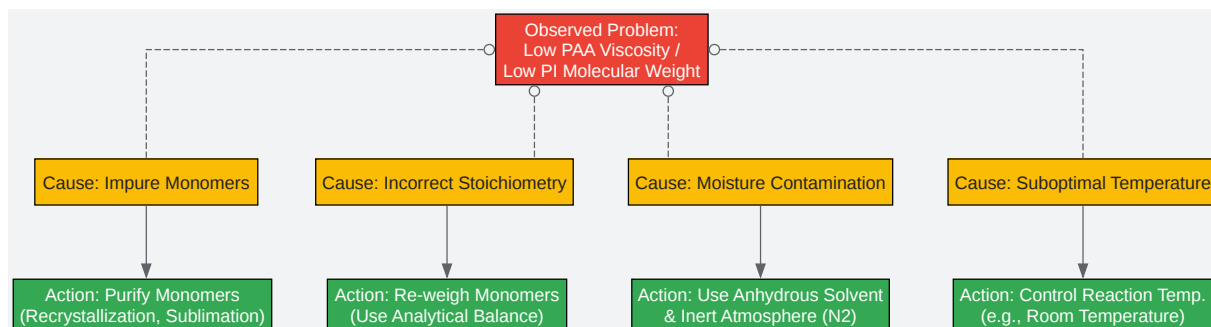 Observed Problem:
Low PAA Viscosity /
Low PI Molecular Weight
Cause: Impure Monomers
Cause: Incorrect Stoichiometry
Cause: Moisture Contamination
Cause: Suboptimal Temperature
Action: Purify Monomers
(Recrystallization, Sublimation)
Action: Re-weigh Monomers
(Use Analytical Balance)
Action: Use Anhydrous Solvent
& Inert Atmosphere (N2)
Action: Control Reaction Temp.
(e.g., Room Temperature)